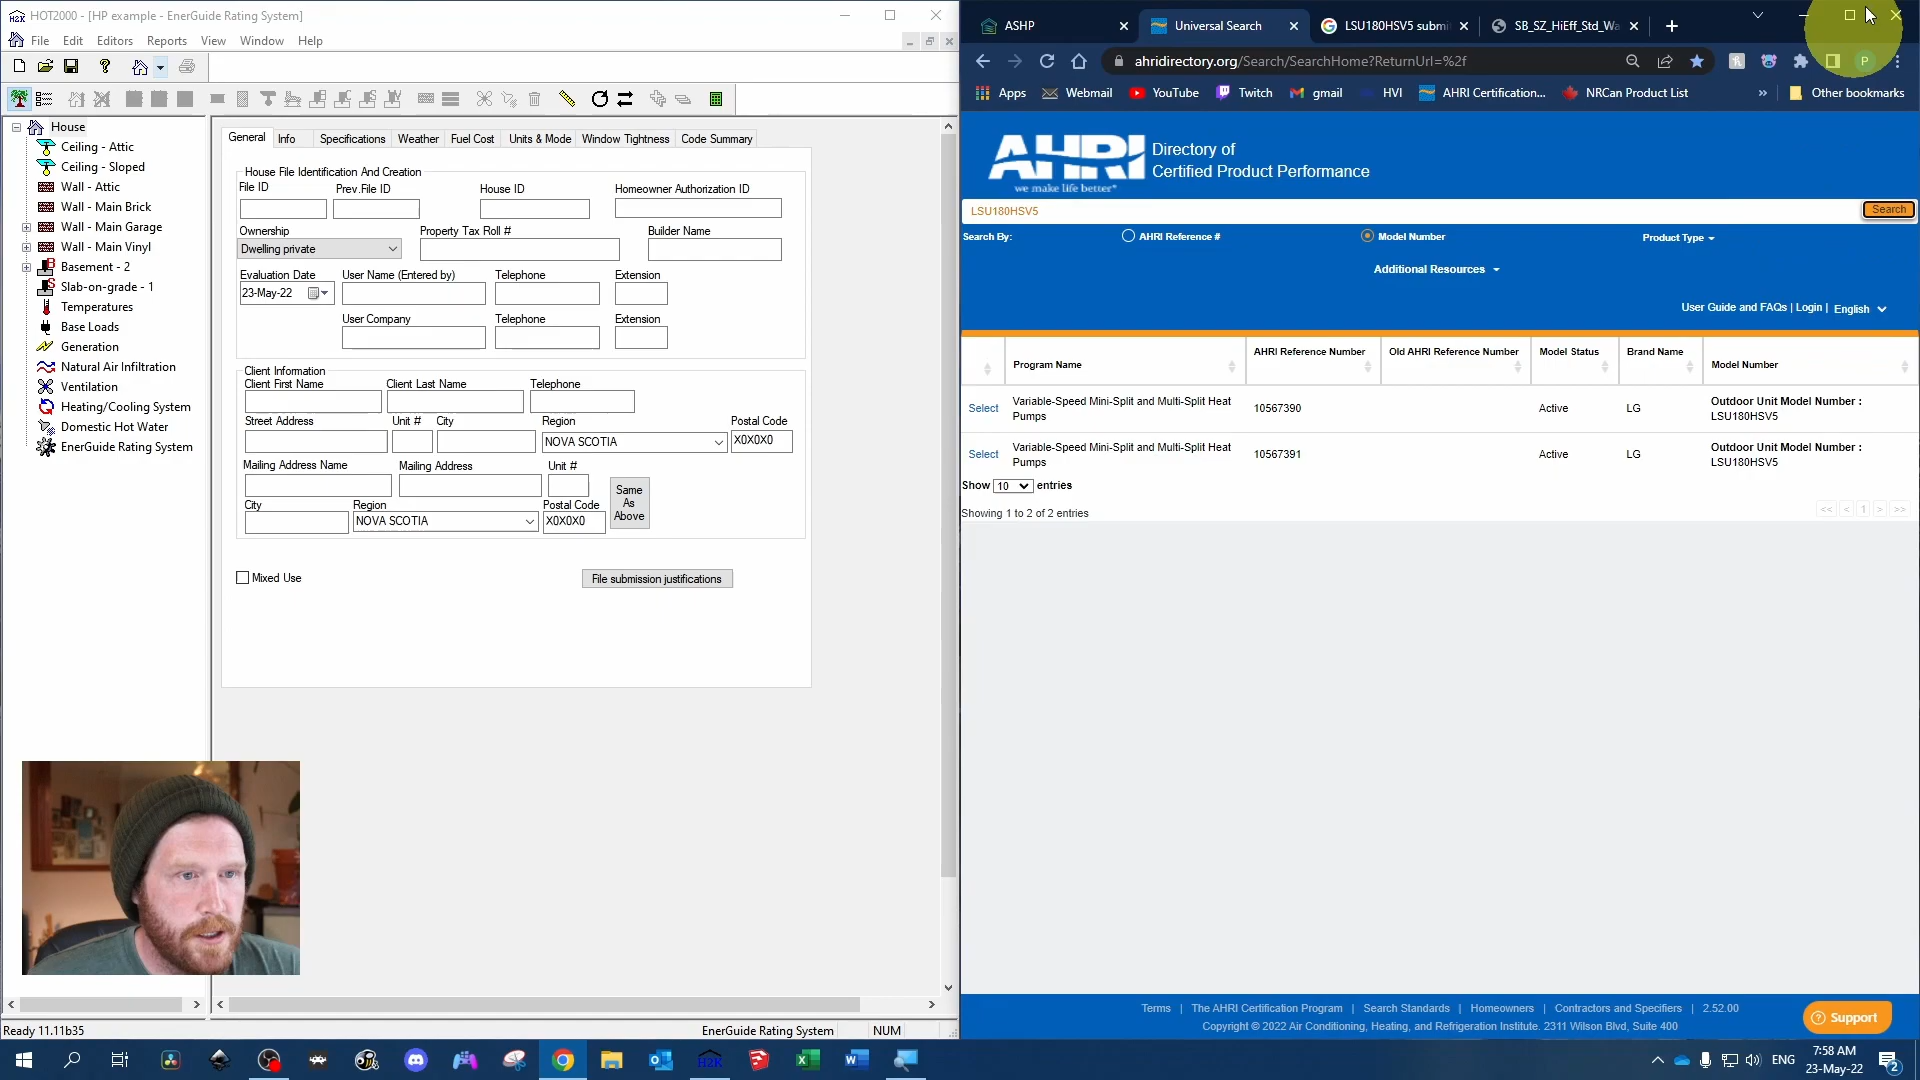 HOT2000 - [HP example - EnerGuide Rating System]
File Edit Editors Reports View Window Help
House
Ceiling - Attic
Ceiling - Sloped
Wall - Attic
Wall - Main Brick
Wall - Main Garage
Wall - Main Vinyl
Basement - 2
Slab-on-grade - 1
Temperatures
Base Loads
Generation
Natural Air Infiltration
Ventilation
Heating/Cooling System
Domestic Hot Water
EnerGuide Rating System
General Info Specifications Weather Fuel Cost Units & Mode Window Tightness Code Summary
House File Identification And Creation
File ID Prev.File ID House ID Homeowner Authorization ID
Ownership Property Tax Roll # Builder Name
Dwelling private
Evaluation Date User Name (Entered by) Telephone Extension
23-May-22
User Company Telephone Extension
Client Information
Client First Name Client Last Name Telephone
Street Address Unit # City Region Postal Code
NOVA SCOTIA X0X0X0
Mailing Address Name Mailing Address Unit #
Same
As
Above
City Region Postal Code
NOVA SCOTIA X0X0X0
Mixed Use
File submission justifications
Ready 11.11b35 EnerGuide Rating System NUM
ASHP Universal Search LSU180HSV5 submi SB_SZ_HiEff_Std_Wa
ahridirectory.org/Search/SearchHome?ReturnUrl=%2f
P
Apps Webmail YouTube Twitch gmail HVI AHRI Certification... NRCan Product List » Other bookmarks
AHRI
we make life better
Directory of
Certified Product Performance
LSU180HSV5 Search
Search By: AHRI Reference # Model Number Product Type
Additional Resources
User Guide and FAQs | Login | English
Program Name AHRI Reference Number Old AHRI Reference Number Model Status Brand Name Model Number
Select Variable-Speed Mini-Split and Multi-Split Heat Pumps 10567390 Active LG Outdoor Unit Model Number : LSU180HSV5
Select Variable-Speed Mini-Split and Multi-Split Heat Pumps 10567391 Active LG Outdoor Unit Model Number : LSU180HSV5
Show 10 entries
Showing 1 to 2 of 2 entries << < 1 > >>
Terms | The AHRI Certification Program | Search Standards | Homeowners | Contractors and Specifiers | 2.52.00
Copyright © 2022 Air Conditioning, Heating, and Refrigeration Institute. 2311 Wilson Blvd, Suite 400
Support
H2K ENG 7:58 AM
23-May-22
2